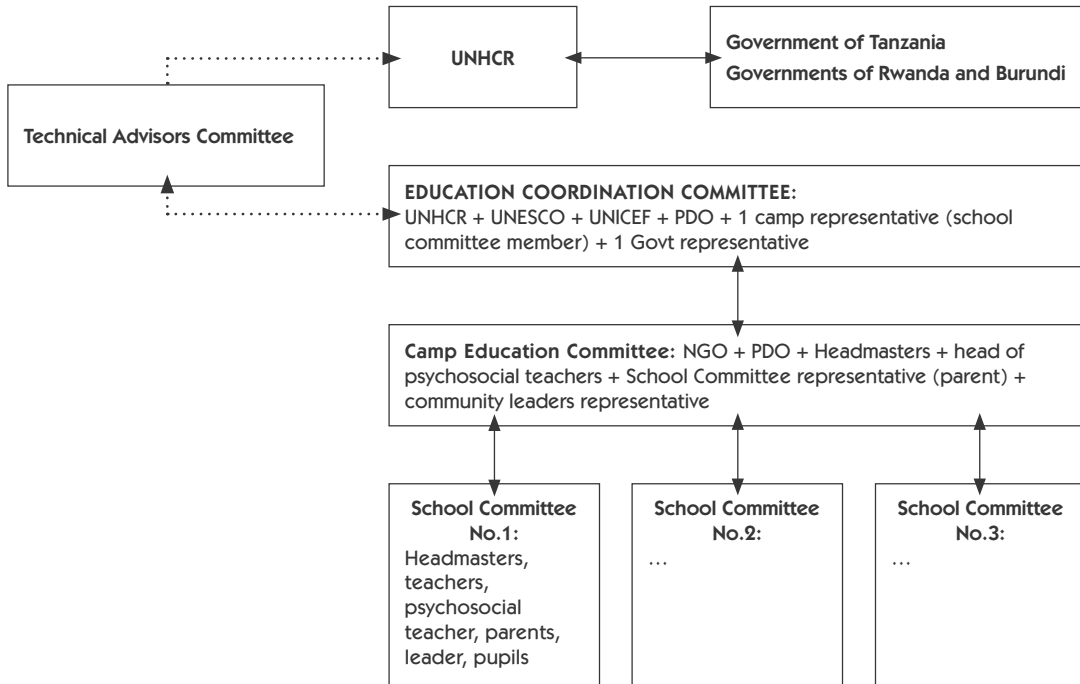 UNHCR
Government of Tanzania
Governments of Rwanda and Burundi
Technical Advisors Committee
EDUCATION COORDINATION COMMITTEE:
UNHCR + UNESCO + UNICEF + PDO + 1 camp representative (school
committee member) + 1 Govt representative
Camp Education Committee: NGO + PDO + Headmasters + head of
psychosocial teachers + School Committee representative (parent) +
community leaders representative
School Committee
No.1:
Headmasters,
teachers,
psychosocial
teacher, parents,
leader, pupils
School Committee
No.2:
...
School Committee
No.3:
...